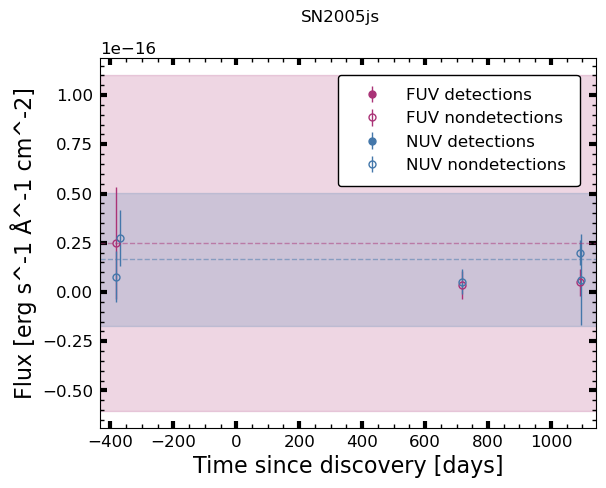 SN2005js
1e−16
FUV detections
FUV nondetections
NUV detections
NUV nondetections
1.00
0.75
0.50
0.25
0.00
−0.25
−0.50
Flux [erg s^-1 Å^-1 cm^-2]
−400 −200 0 200 400 600 800 1000
Time since discovery [days]